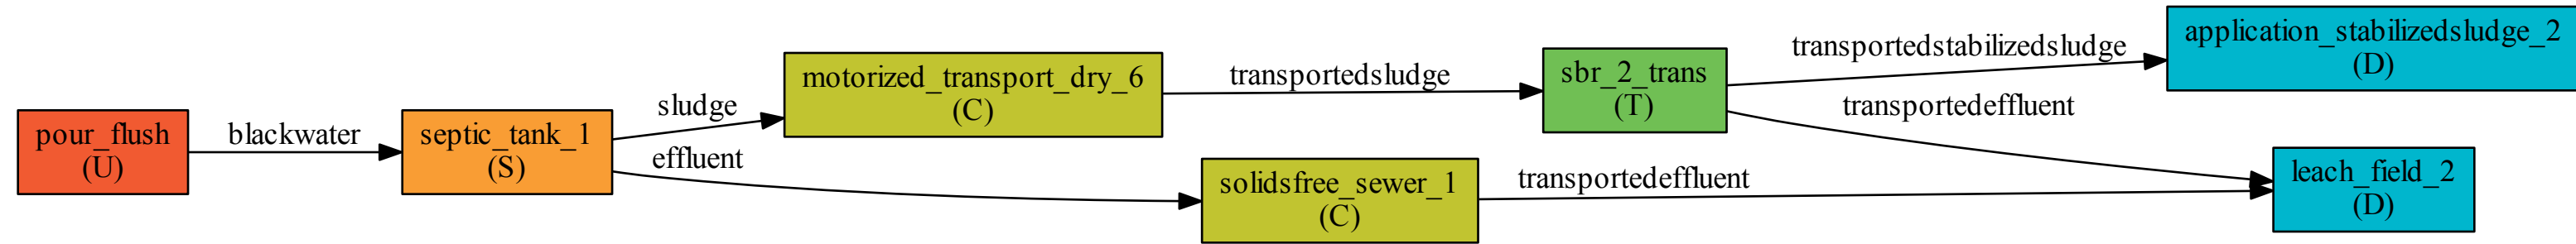 pour_flush
(U)
blackwater
septic_tank_1
(S)
sludge
effluent
motorized_transport_dry_6
(C)
solidsfree_sewer_1
(C)
transportedsludge
transportedeffluent
sbr_2_trans
(T)
transportedstabilizedsludge
transportedeffluent
application_stabilizedsludge_2
(D)
leach_field_2
(D)